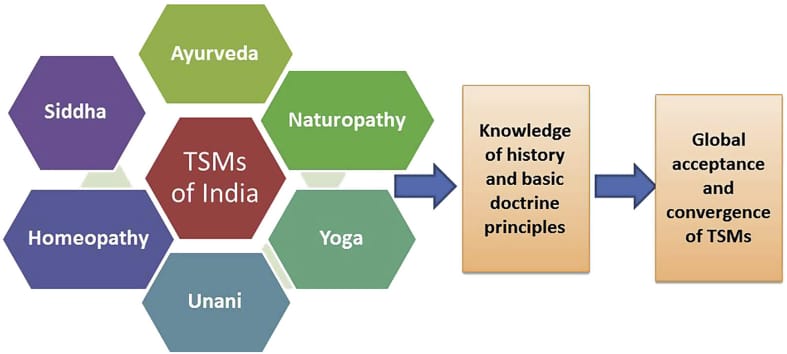 Ayurveda
Siddha
Naturopathy
TSMs
of India
Homeopathy
Yoga
Unani
Knowledge
of history
and basic
doctrine
principles
Global
acceptance
and
convergence
of TSMs